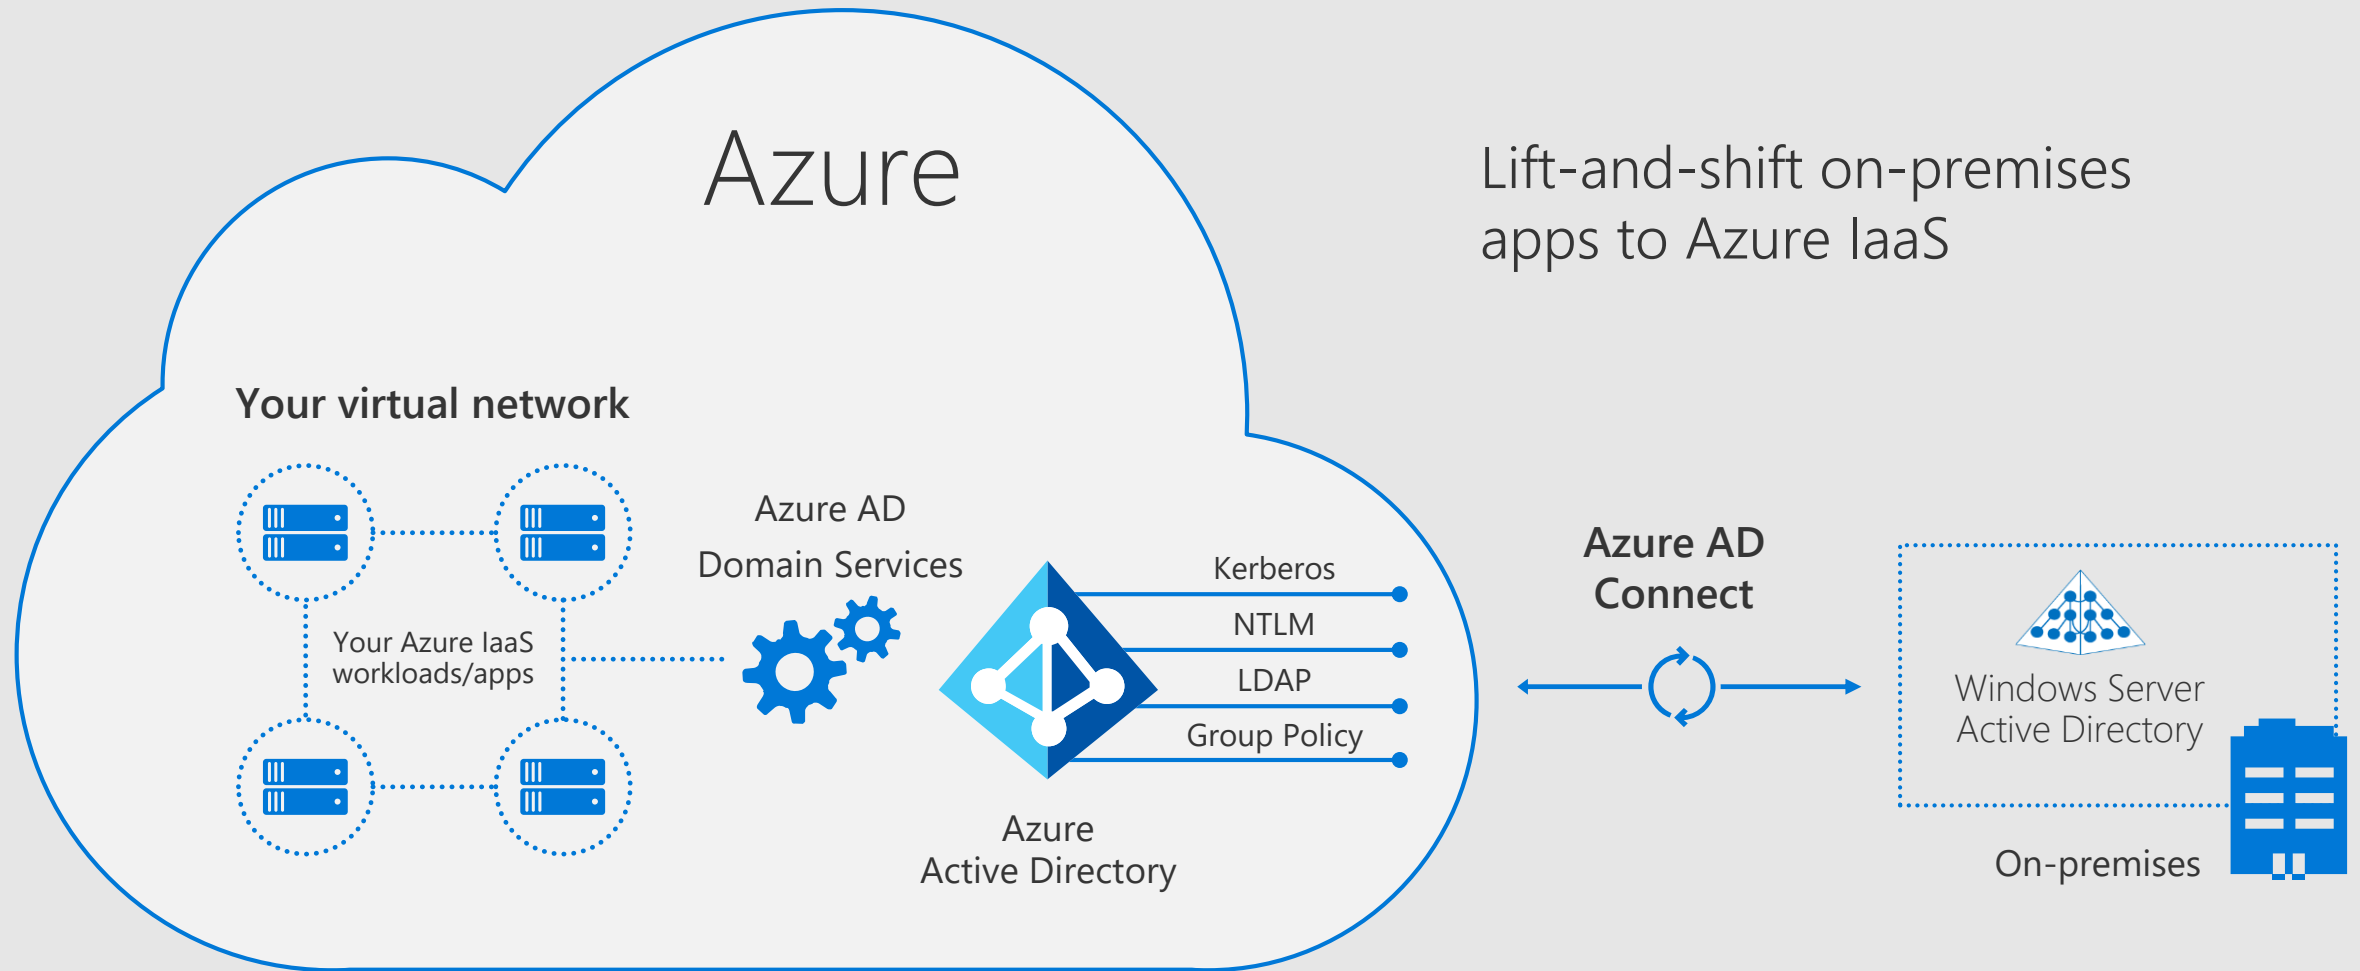 Azure
Lift-and-shift on-premises
apps to Azure IaaS
Your virtual network
Your Azure IaaS
workloads/apps
Azure AD
Domain Services
Kerberos
NTLM
LDAP
Group Policy
Azure
Active Directory
Azure AD
Connect
Windows Server
Active Directory
On-premises